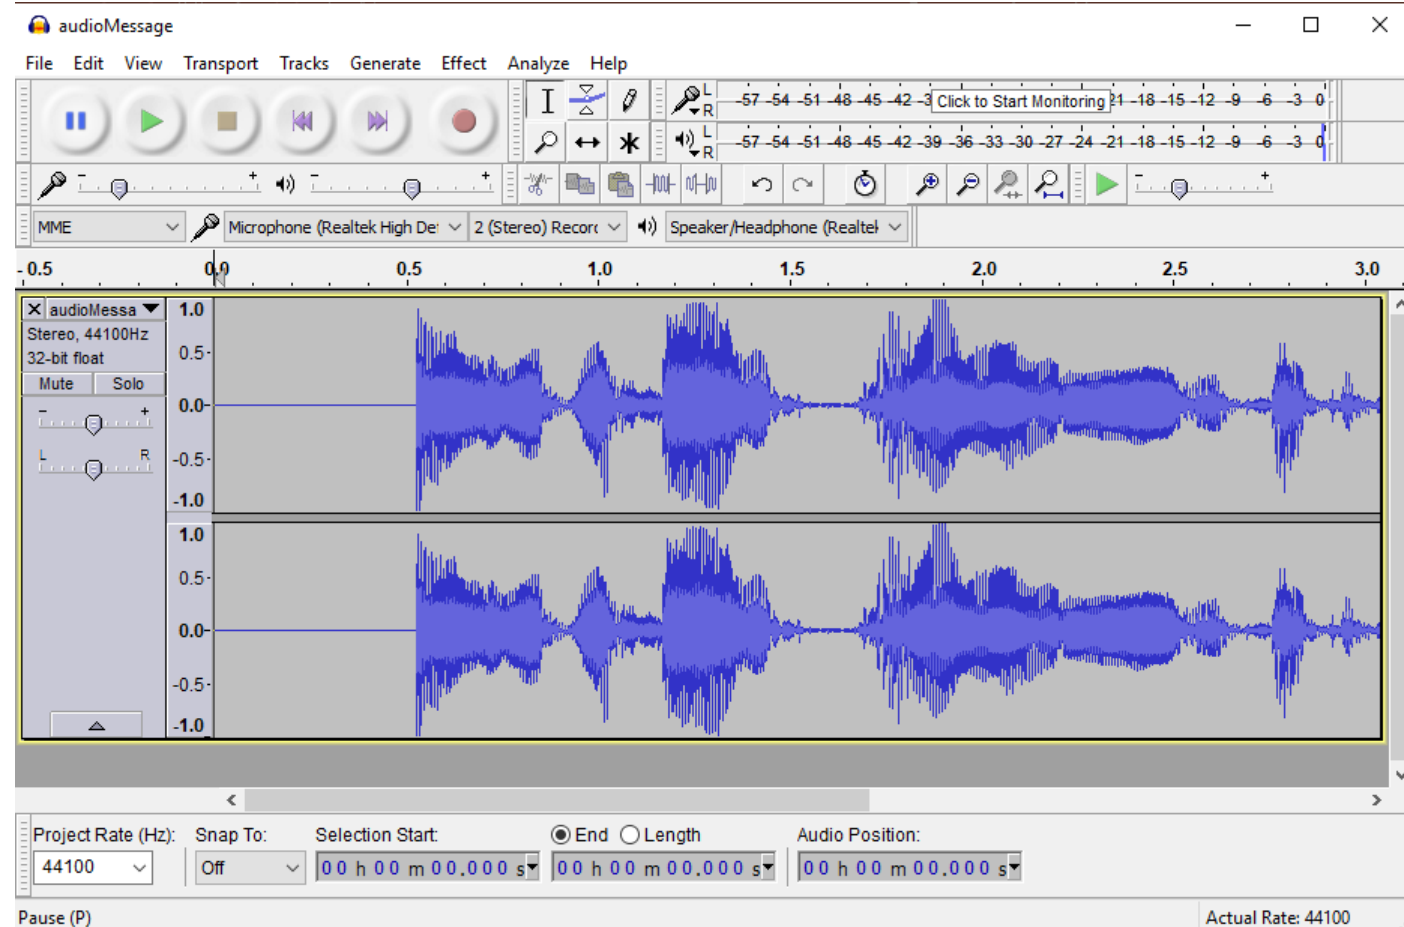 audioMessage
File Edit View Transport Tracks Generate Effect Analyze Help
L R -57 -54 -51 -48 -45 -42 -3 Click to Start Monitoring 21 -18 -15 -12 -9 -6 -3 0
L R -57 -54 -51 -48 -45 -42 -39 -36 -33 -30 -27 -24 -21 -18 -15 -12 -9 -6 -3 0
- + - + - +
MME Microphone (Realtek High Def 2 (Stereo) Recor Speaker/Headphone (Realtek
-0.5 0.0 0.5 1.0 1.5 2.0 2.5 3.0
X audioMessa 1.0
Stereo, 44100Hz
32-bit float 0.5
Mute Solo
- + 0.0
L R -0.5
-1.0
1.0
0.5
0.0
-0.5
-1.0
Project Rate (Hz): Snap To: Selection Start: End Length Audio Position:
44100 Off 00 h 00 m 00.000 s 00 h 00 m 00.000 s 00 h 00 m 00.000 s
Pause (P) Actual Rate: 44100